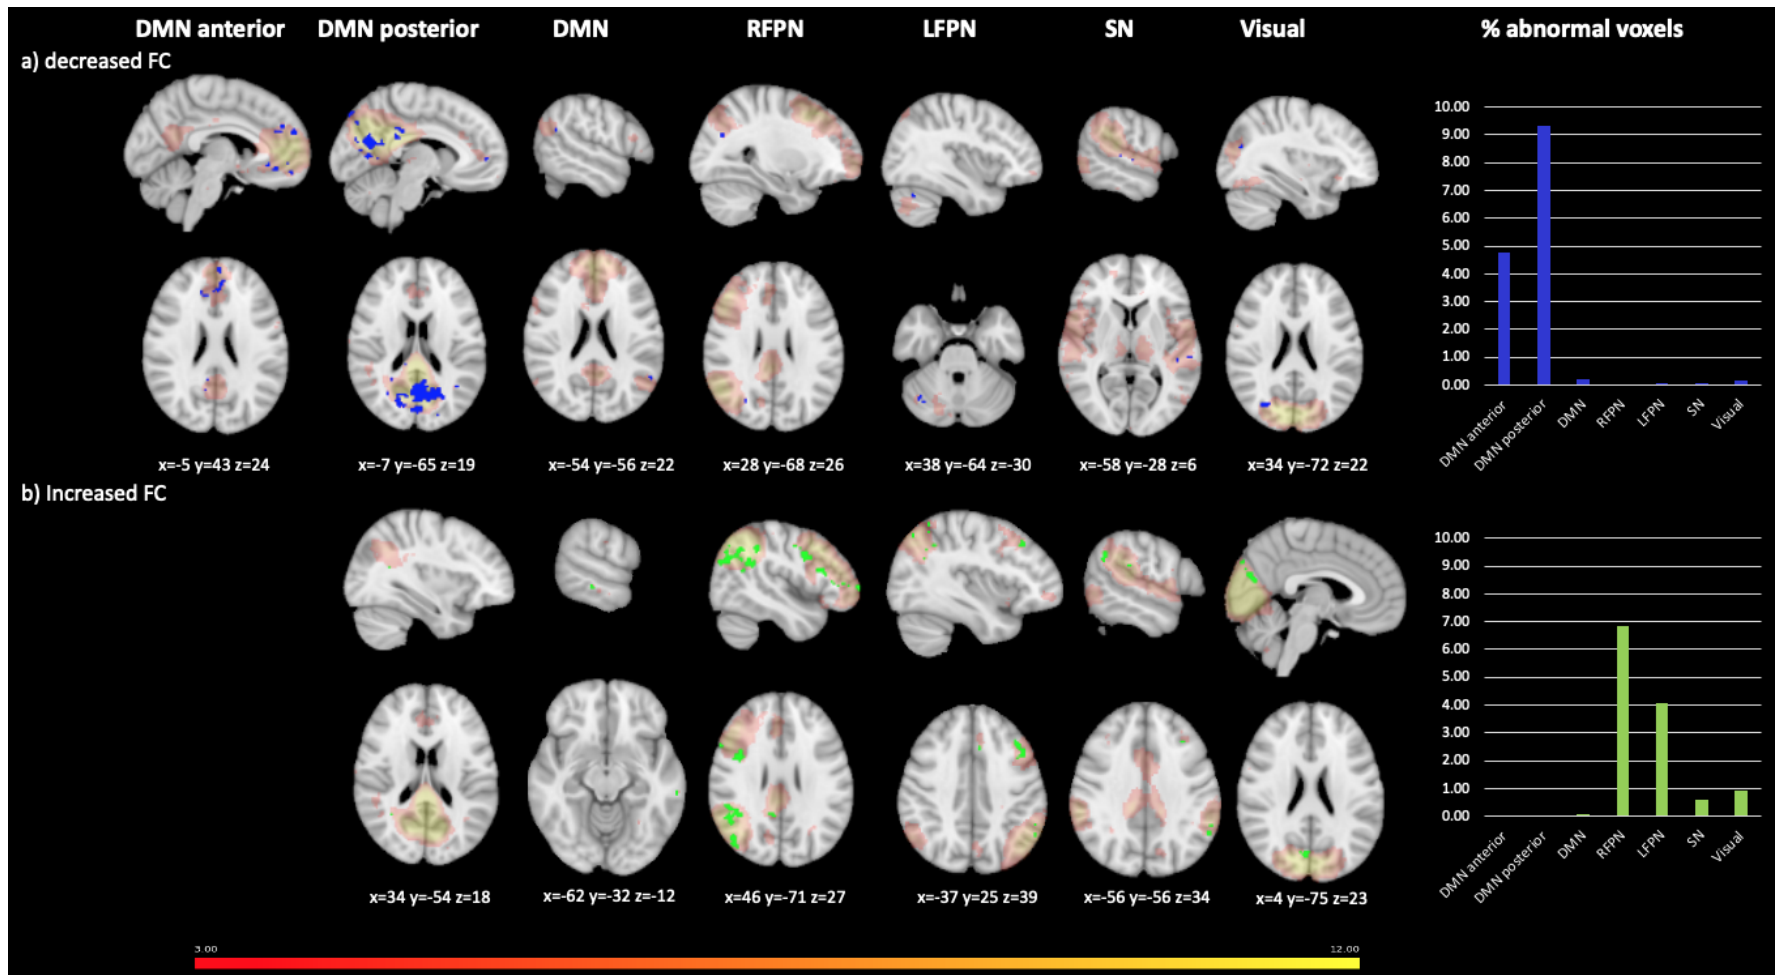 DMN anterior DMN posterior DMN RFPN LFPN SN Visual % abnormal voxels
a) decreased FC
10.00
9.00
8.00
7.00
6.00
5.00
4.00
3.00
2.00
1.00
0.00
DMN anterior
DMN posterior
DMN
RFPN
LFPN
SN
Visual
x=-5 y=43 z=24 x=-7 y=-65 z=19 x=-54 y=-56 z=22 x=28 y=-68 z=26 x=38 y=-64 z=-30 x=-58 y=-28 z=6 x=34 y=-72 z=22
b) Increased FC
10.00
9.00
8.00
7.00
6.00
5.00
4.00
3.00
2.00
1.00
0.00
DMN anterior
DMN posterior
DMN
RFPN
LFPN
SN
Visual
x=34 y=-54 z=18 x=-62 y=-32 z=-12 x=46 y=-71 z=27 x=-37 y=25 z=39 x=-56 y=-56 z=34 x=4 y=-75 z=23
3.00 12.00